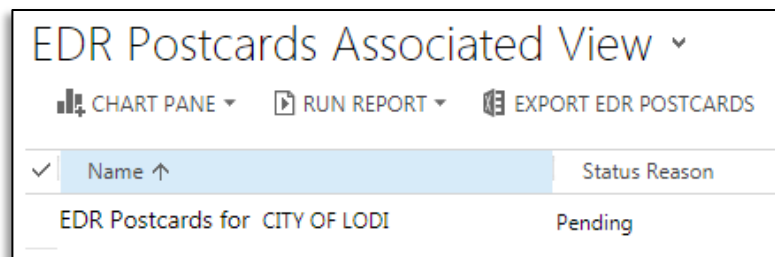 EDR Postcards Associated View
CHART PANE RUN REPORT EXPORT EDR POSTCARDS
Name Status Reason
EDR Postcards for CITY OF LODI Pending